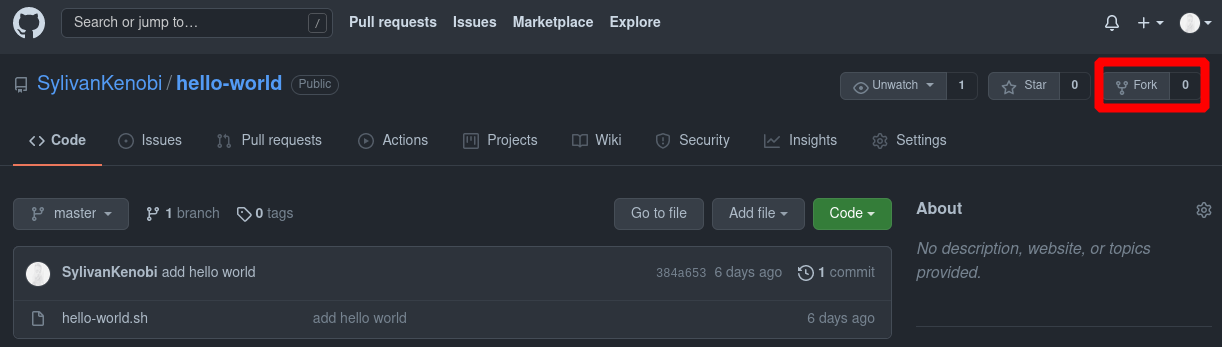 Search or jump to… / Pull requests Issues Marketplace Explore
SylivanKenobi / hello-world Public Unwatch 1 Star 0 Fork 0
Code Issues Pull requests Actions Projects Wiki Security Insights Settings
master 1 branch 0 tags Go to file Add file Code About
SylivanKenobi add hello world 384a653 6 days ago 1 commit No description, website, or topics
provided.
hello-world.sh add hello world 6 days ago